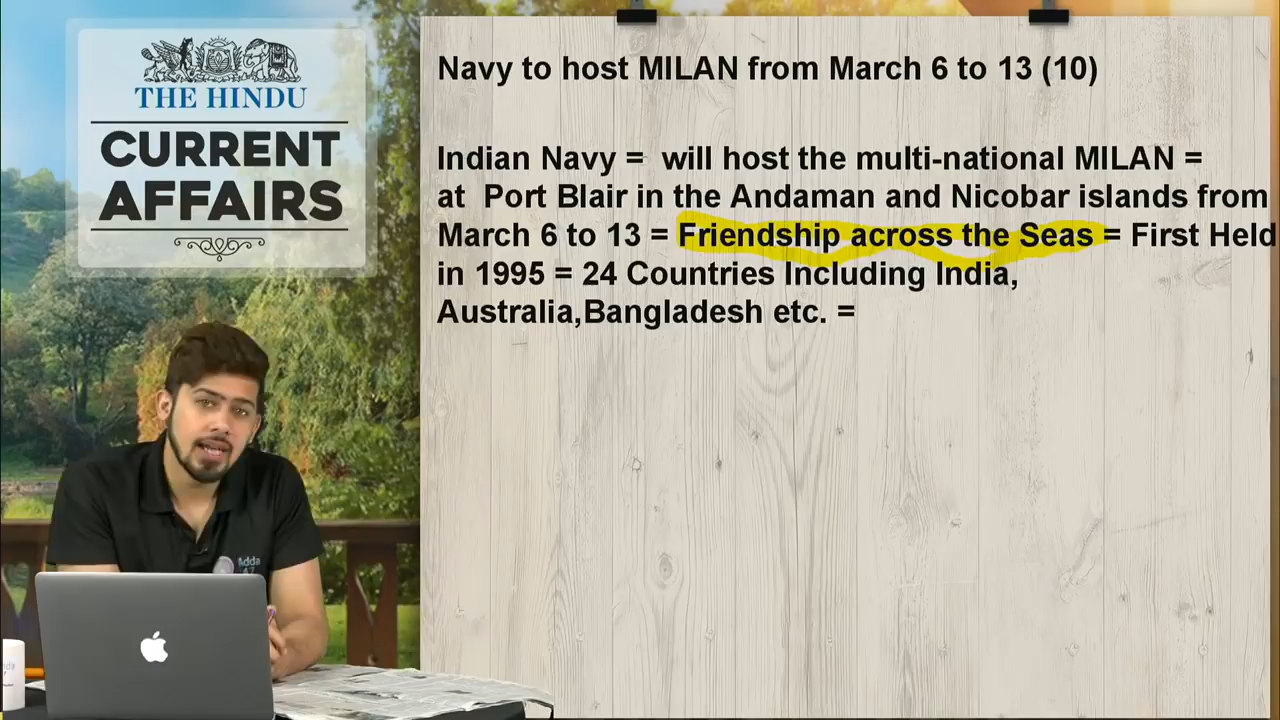 THE HINDU
CURRENT
AFFAIRS
Navy to host MILAN from March 6 to 13 (10)
Indian Navy = will host the multi-national MILAN =
at Port Blair in the Andaman and Nicobar islands from
March 6 to 13 = Friendship across the Seas = First Held
in 1995 = 24 Countries Including India,
Australia,Bangladesh etc. =
Adda
47